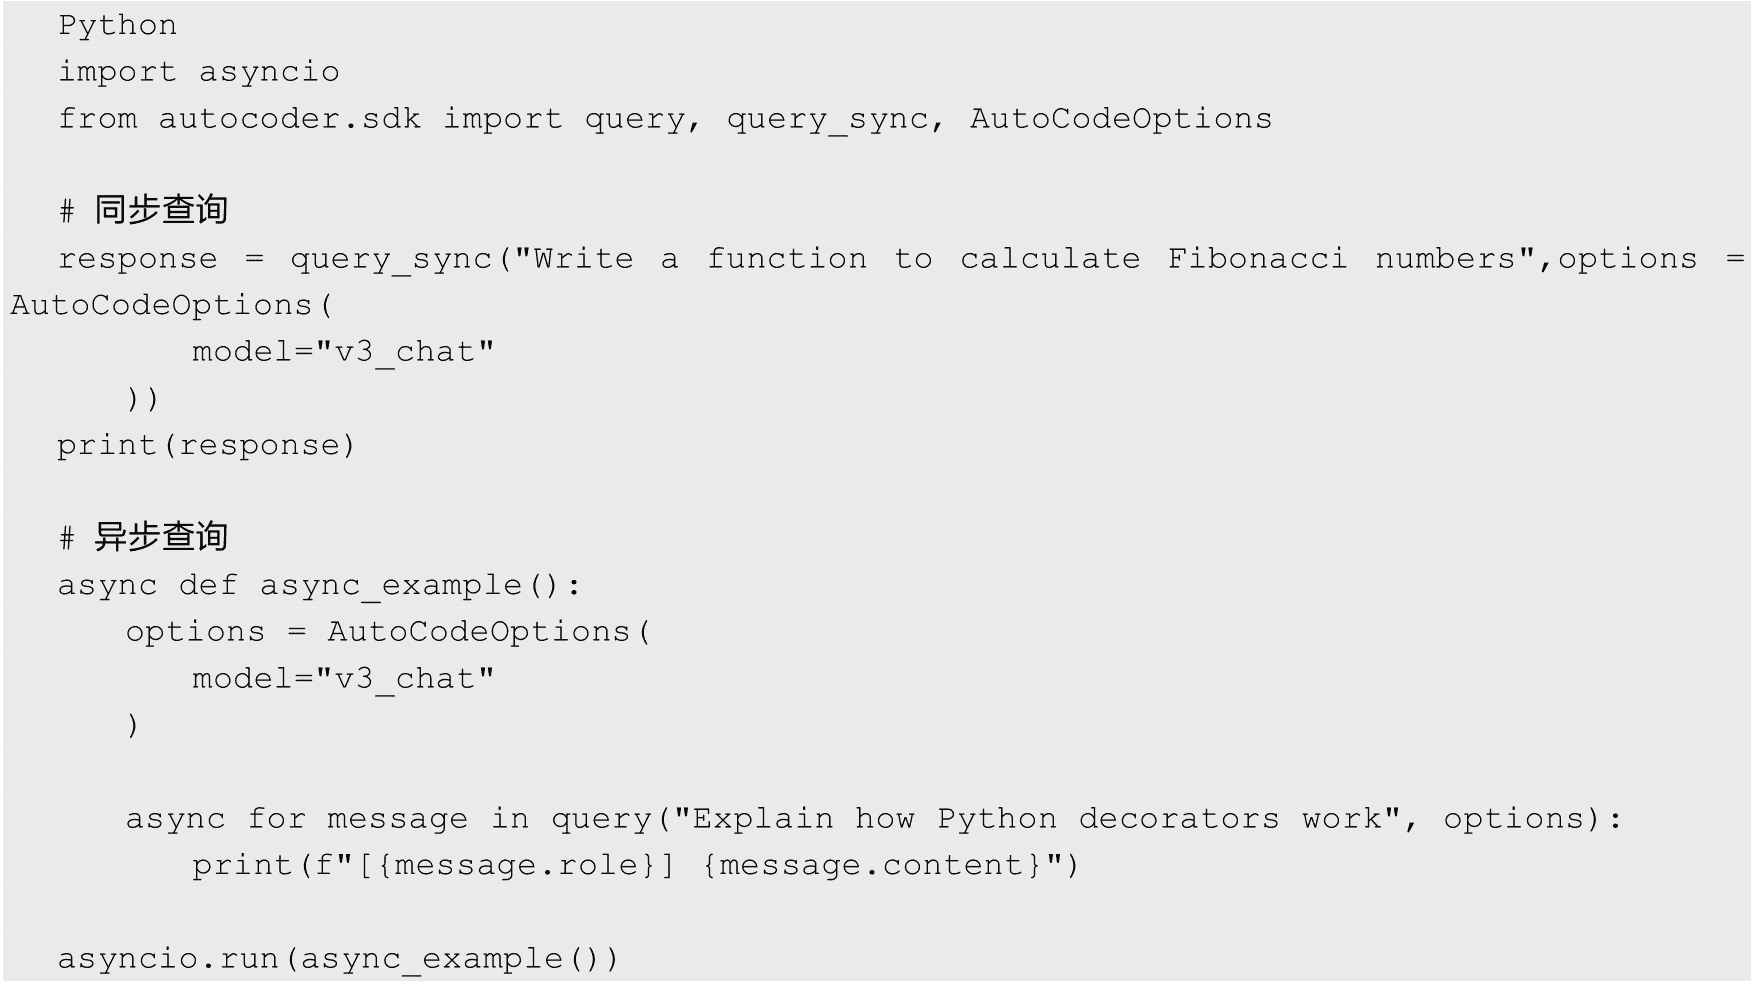 Python
import asyncio
from autocoder.sdk import query, query_sync, AutoCodeOptions
# 同步查询
response = query_sync("Write a function to calculate Fibonacci numbers",options =
AutoCodeOptions(
model="v3_chat"
))
print(response)
# 异步查询
async def async_example():
options = AutoCodeOptions(
model="v3_chat"
)
async for message in query("Explain how Python decorators work", options):
print(f"[{message.role}] {message.content}")
asyncio.run(async_example())